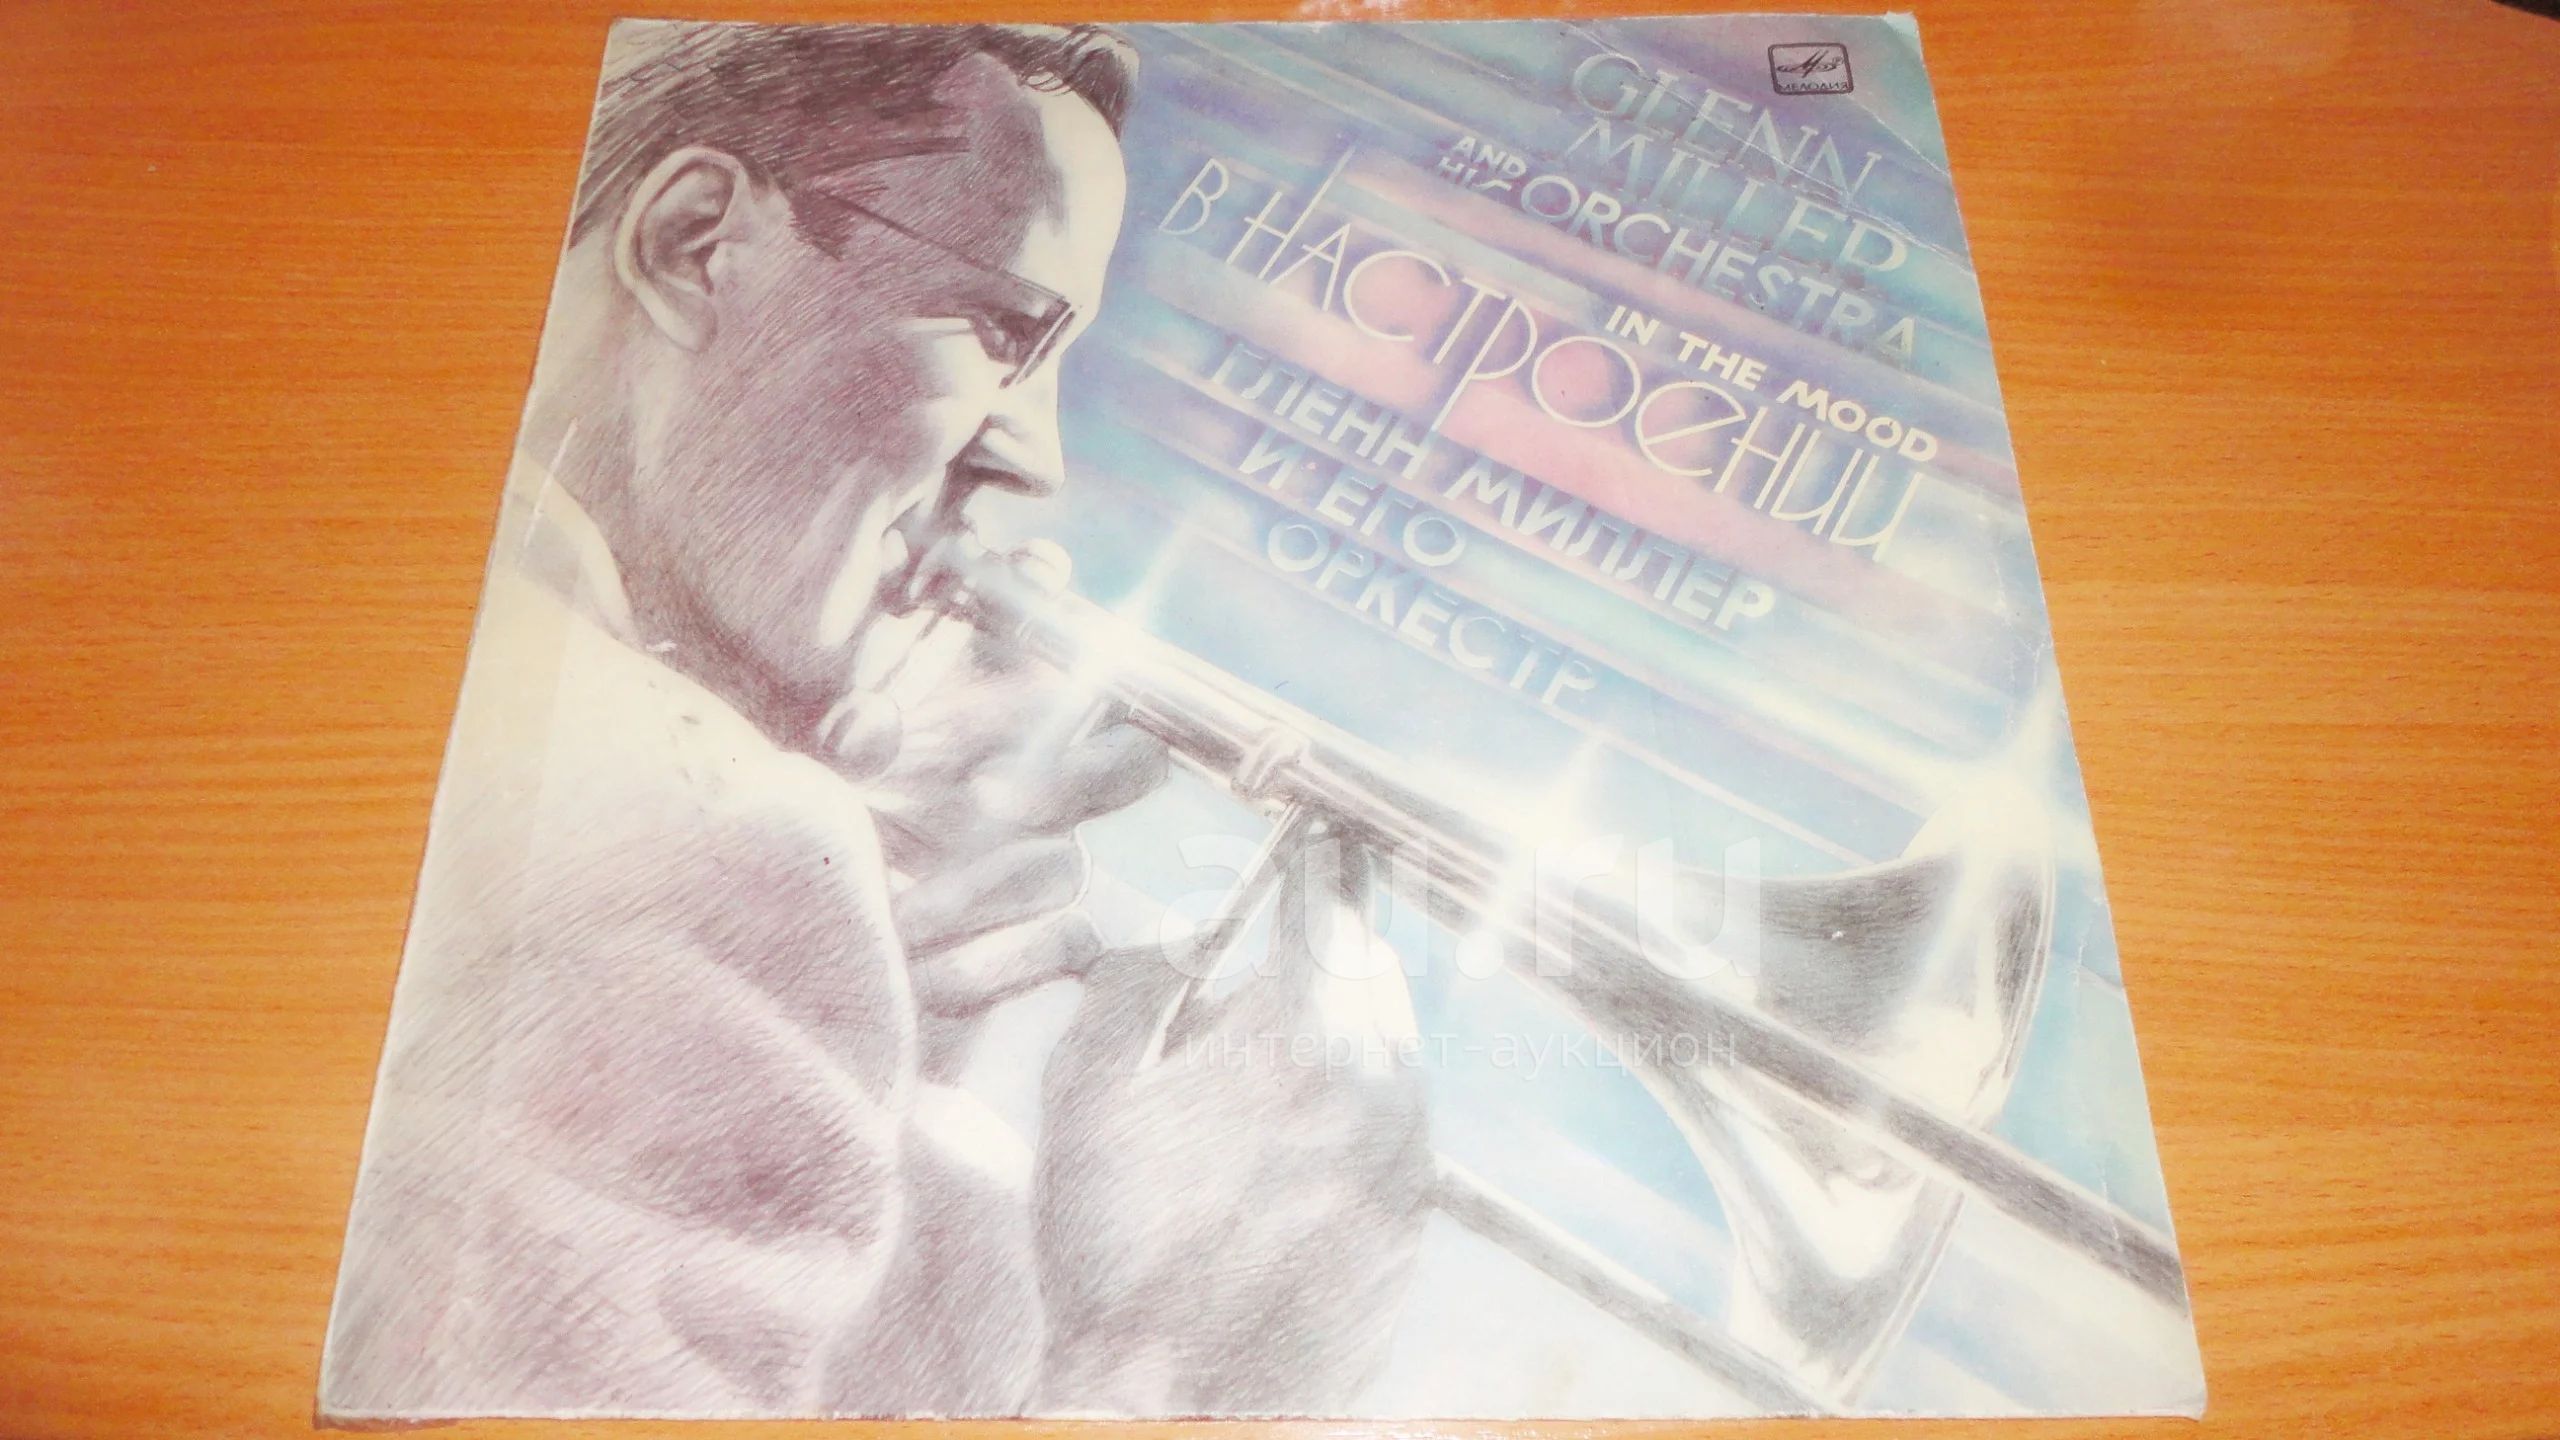 МЕЛОДИЯ
GLENN
MILLER
AND
HIS ORCHESTRA
IN THE MOOD
В НАСТРОЕНИИ
ГЛЕНН МИЛЛЕР
И ЕГО
ОРКЕСТР
au.ru
интернет-аукцион